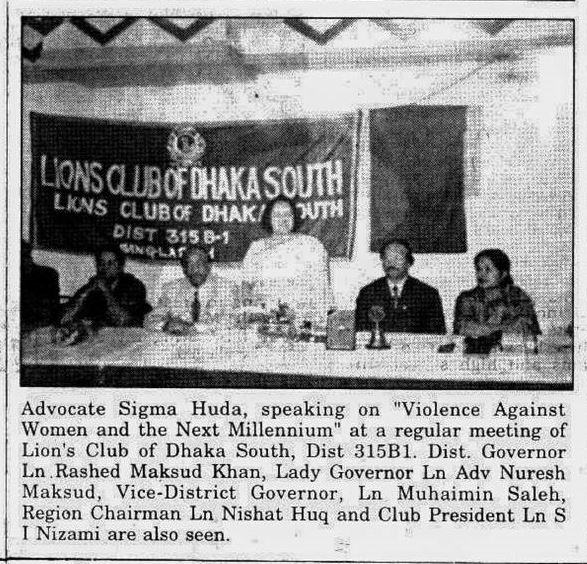 LIONS CLUB OF DHAKA SOUTH
LIONS CLUB OF DHAKA SOUTH
DIST 315 B-1
BANGLADESH
Advocate Sigma Huda, speaking on "Violence Against
Women and the Next Millennium" at a regular meeting of
Lion's Club of Dhaka South, Dist 315B1. Dist. Governor
Ln Rashed Maksud Khan, Lady Governor Ln Adv Nuresh
Maksud, Vice-District Governor, Ln Muhaimin Saleh,
Region Chairman Ln Nishat Huq and Club President Ln S
I Nizami are also seen.